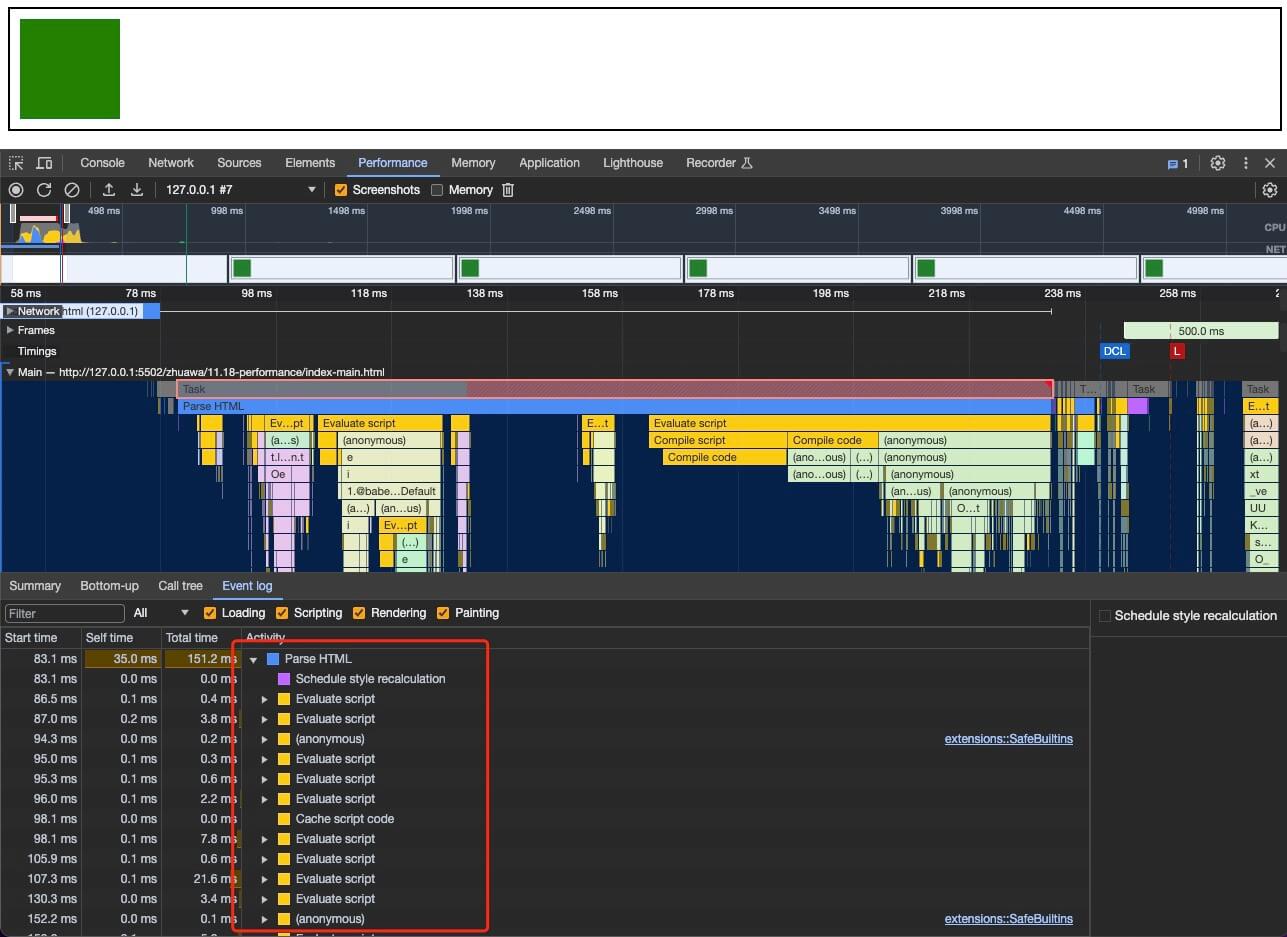 Console Network Sources Elements Performance Memory Application Lighthouse Recorder 1
127.0.0.1 #7 Screenshots Memory
498 ms 998 ms 1498 ms 1998 ms 2498 ms 2998 ms 3498 ms 3998 ms 4498 ms 4998 ms
CPU
NET
58 ms 78 ms 98 ms 118 ms 138 ms 158 ms 178 ms 198 ms 218 ms 238 ms 258 ms
Network html (127.0.0.1)
Frames 500.0 ms
Timings DCL L
Main — http://127.0.0.1:5502/zhuawa/11.18-performance/index-main.html
Task T... Task Task
Parse HTML E...t
Ev...pt Evaluate script E...t Evaluate script (a...)
(a...s) (anonymous) Compile script Compile code (anonymous) (a...)
t.l...n.t e Compile code (ano...ous) (...) (anonymous) (a...)
Oe i (ano...ous) (...) (anonymous) xt
1.@babe...Default (an...us) (anonymous) _ve
(a...) (an...us) O...t UU
i Ev...pt K...
(...) s...
e O_
Summary Bottom-up Call tree Event log
Filter All Loading Scripting Rendering Painting Schedule style recalculation
Start time Self time Total time Activity
83.1 ms 35.0 ms 151.2 ms Parse HTML
83.1 ms 0.0 ms 0.0 ms Schedule style recalculation
86.5 ms 0.1 ms 0.4 ms Evaluate script
87.0 ms 0.2 ms 3.8 ms Evaluate script
94.3 ms 0.0 ms 0.2 ms (anonymous) extensions::SafeBuiltins
95.0 ms 0.1 ms 0.3 ms Evaluate script
95.3 ms 0.1 ms 0.6 ms Evaluate script
96.0 ms 0.1 ms 2.2 ms Evaluate script
98.1 ms 0.0 ms 0.0 ms Cache script code
98.1 ms 0.1 ms 7.8 ms Evaluate script
105.9 ms 0.1 ms 0.6 ms Evaluate script
107.3 ms 0.1 ms 21.6 ms Evaluate script
130.3 ms 0.1 ms 3.4 ms Evaluate script
152.2 ms 0.0 ms 0.1 ms (anonymous) extensions::SafeBuiltins